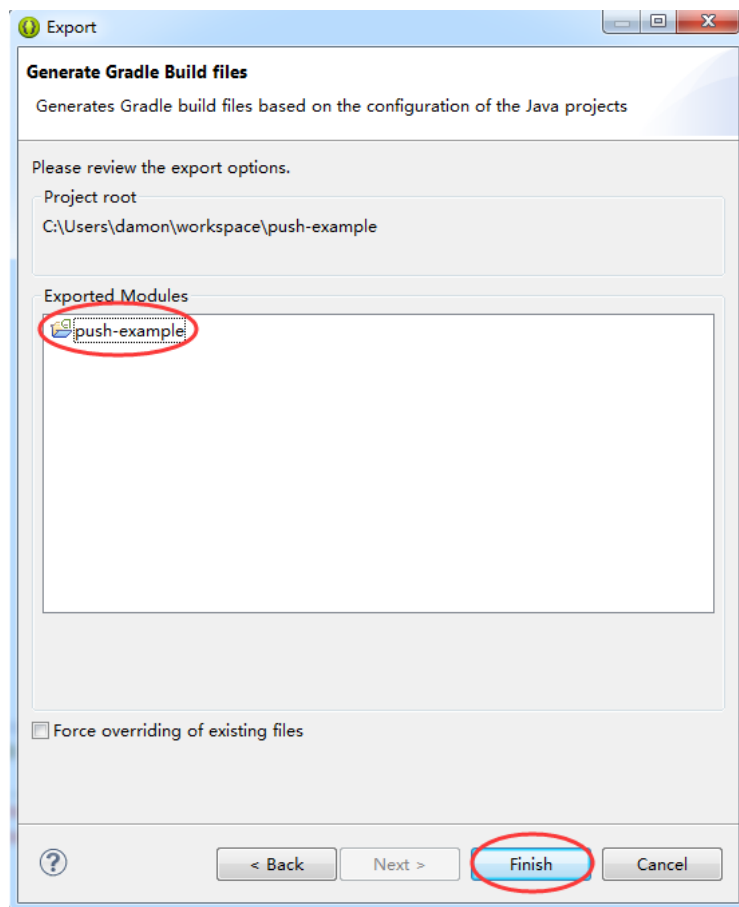 Export
Generate Gradle Build files
Generates Gradle build files based on the configuration of the Java projects
Please review the export options.
Project root
C:\Users\damon\workspace\push-example
Exported Modules
push-example
Force overriding of existing files
?
< Back
Next >
Finish
Cancel